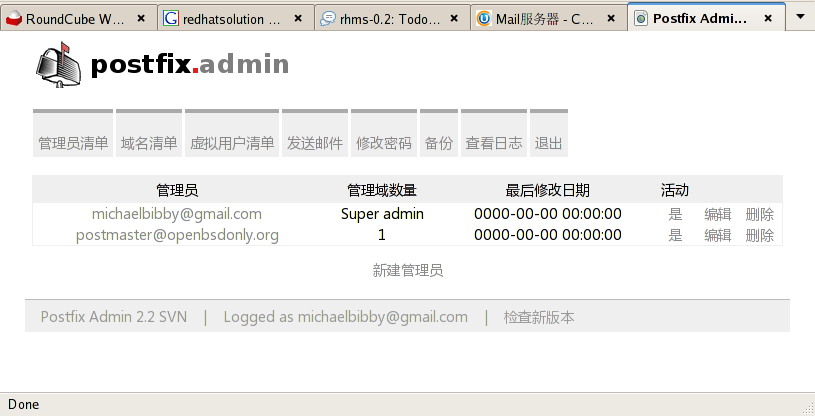 RoundCube W... redhatsolution ... rhms-0.2: Todo... Mail服务器 - C... Postfix Admi...
postfix.admin
管理员清单 域名清单 虚拟用户清单 发送邮件 修改密码 备份 查看日志 退出
管理员 管理域数量 最后修改日期 活动
michaelbibby@gmail.com Super admin 0000-00-00 00:00:00 是 编辑 删除
postmaster@openbsdonly.org 1 0000-00-00 00:00:00 是 编辑 删除
新建管理员
Postfix Admin 2.2 SVN | Logged as michaelbibby@gmail.com | 检查新版本
Done